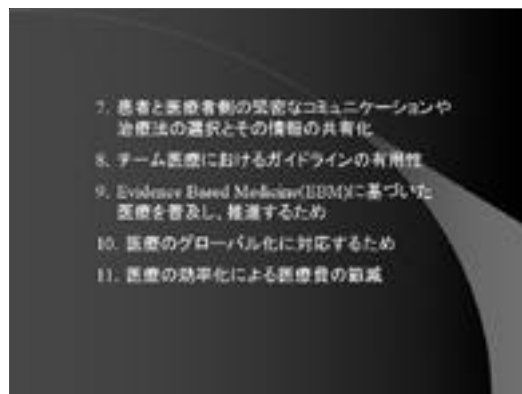 7. 患者と医療者側の緊密なコミュニケーションや
治療法の選択とその情報の共有化
8. チーム医療におけるガイドラインの有用性
9. Evidence Based Medicine(EBM)に基づいた
医療を普及し、推進するため
10. 医療のグローバル化に対応するため
11. 医療の効率化による医療費の節減